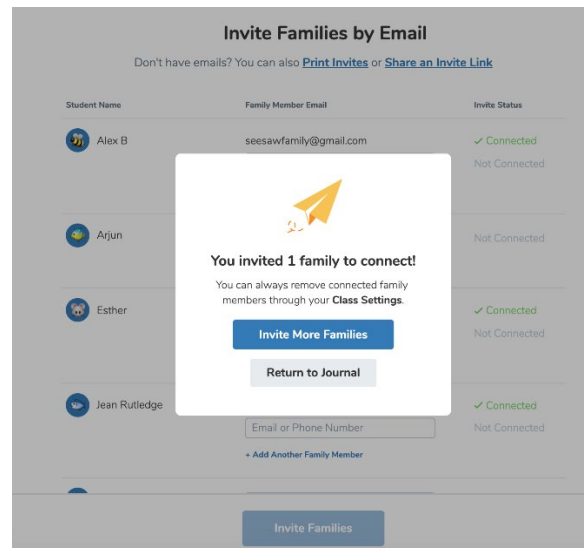 Invite Families by Email
Don't have emails? You can also Print Invites or Share an Invite Link
Student Name Family Member Email Invite Status
Alex B seesawfamily@gmail.com ✓ Connected
Not Connected
Arjun Not Connected
You invited 1 family to connect!
You can always remove connected family
members through your Class Settings.
Esther ✓ Connected
Invite More Families Not Connected
Return to Journal
Jean Rutledge ✓ Connected
Email or Phone Number Not Connected
+ Add Another Family Member
Invite Families